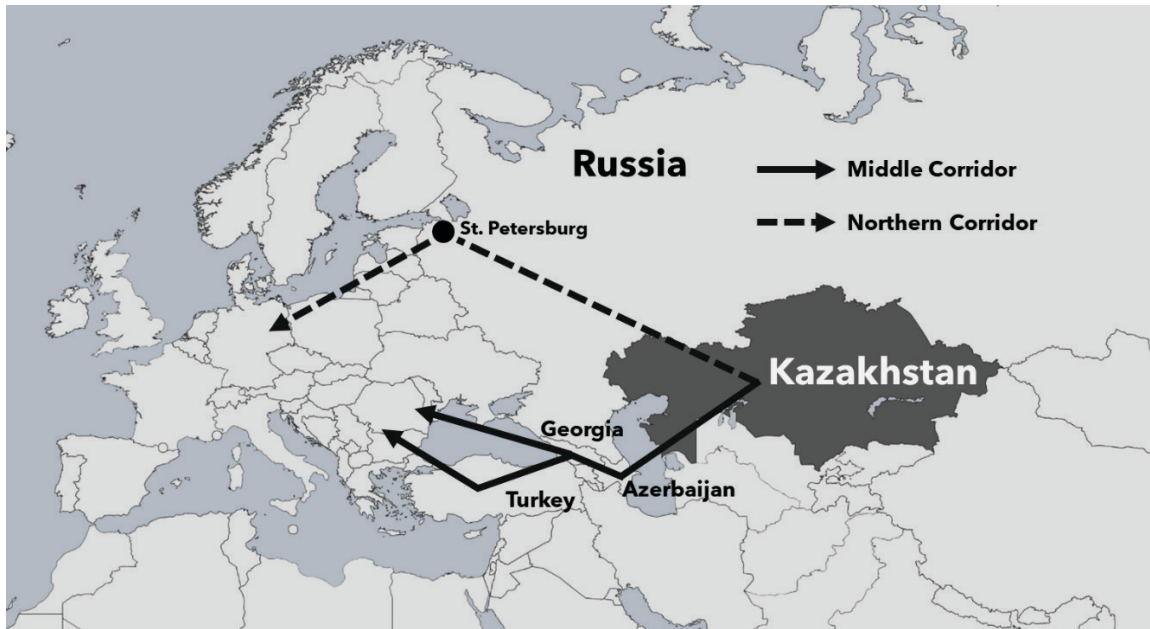 Russia
Middle Corridor
Northern Corridor
St. Petersburg
Kazakhstan
Georgia
Azerbaijan
Turkey